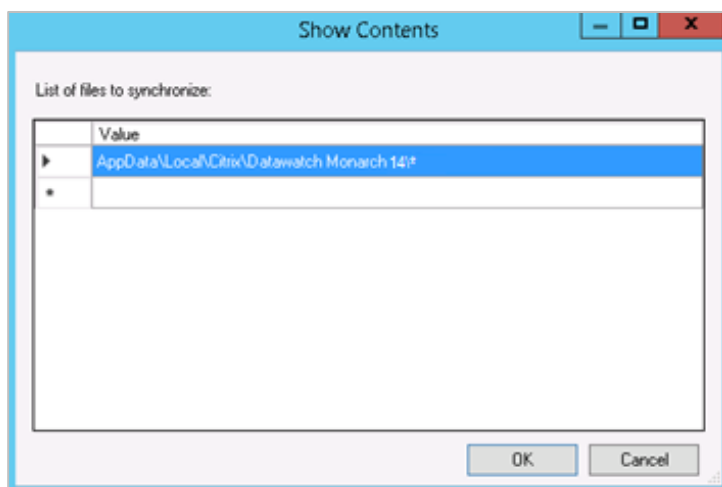 Show Contents
List of files to synchronize:
Value
AppData\Local\Citrix\Datawatch Monarch 14\*
*
OK
Cancel